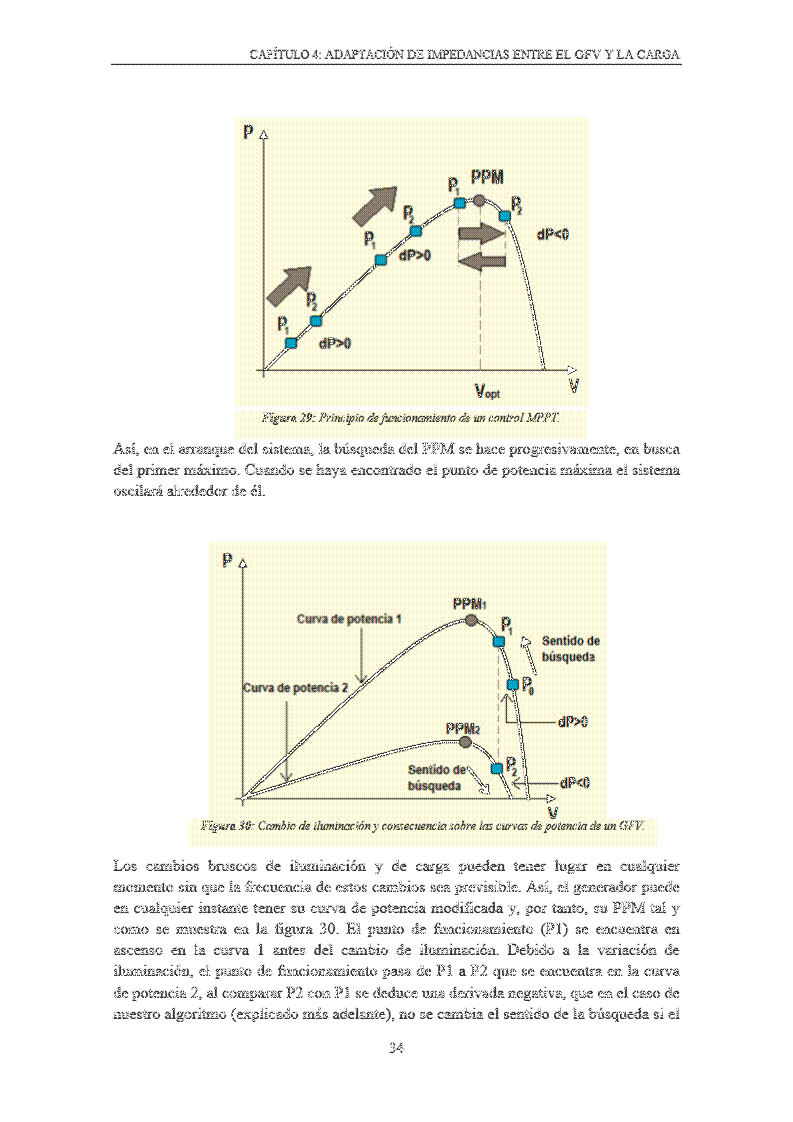 CAPÍTULO 4: ADAPTACIÓN DE IMPEDANCIAS ENTRE EL GFV Y LA CARGA
P
P1
PPM
P2
dP<0
P2
P1
dP>0
P2
P1
dP>0
Vopt
V
Figura 29: Principio de funcionamiento de un control MPPT.
Así, en el arranque del sistema, la búsqueda del PPM se hace progresivamente, en busca
del primer máximo. Cuando se haya encontrado el punto de potencia máxima el sistema
oscilará alrededor de él.
P
PPM1
Curva de potencia 1
P1
Sentido de
búsqueda
Curva de potencia 2
P0
dP>0
PPM2
Sentido de
búsqueda
P2
dP<0
V
Figura 30: Cambio de iluminación y consecuencia sobre las curvas de potencia de un GFV.
Los cambios bruscos de iluminación y de carga pueden tener lugar en cualquier
momento sin que la frecuencia de estos cambios sea previsible. Así, el generador puede
en cualquier instante tener su curva de potencia modificada y, por tanto, su PPM tal y
como se muestra en la figura 30. El punto de funcionamiento (P1) se encuentra en
ascenso en la curva 1 antes del cambio de iluminación. Debido a la variación de
iluminación, el punto de funcionamiento pasa de P1 a P2 que se encuentra en la curva
de potencia 2, al comparar P2 con P1 se deduce una derivada negativa, que en el caso de
nuestro algoritmo (explicado más adelante), no se cambia el sentido de la búsqueda si el
34